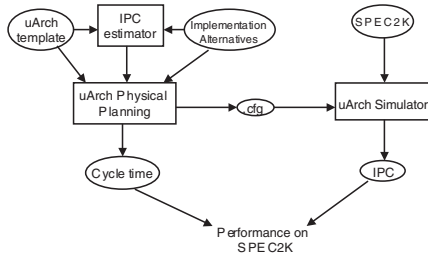 uArch
template
IPC
estimator
Implementation
Alternatives
SPEC2K
uArch Physical
Planning
.cfg
uArch Simulator
Cycle time
IPC
Performance on
SPEC2K